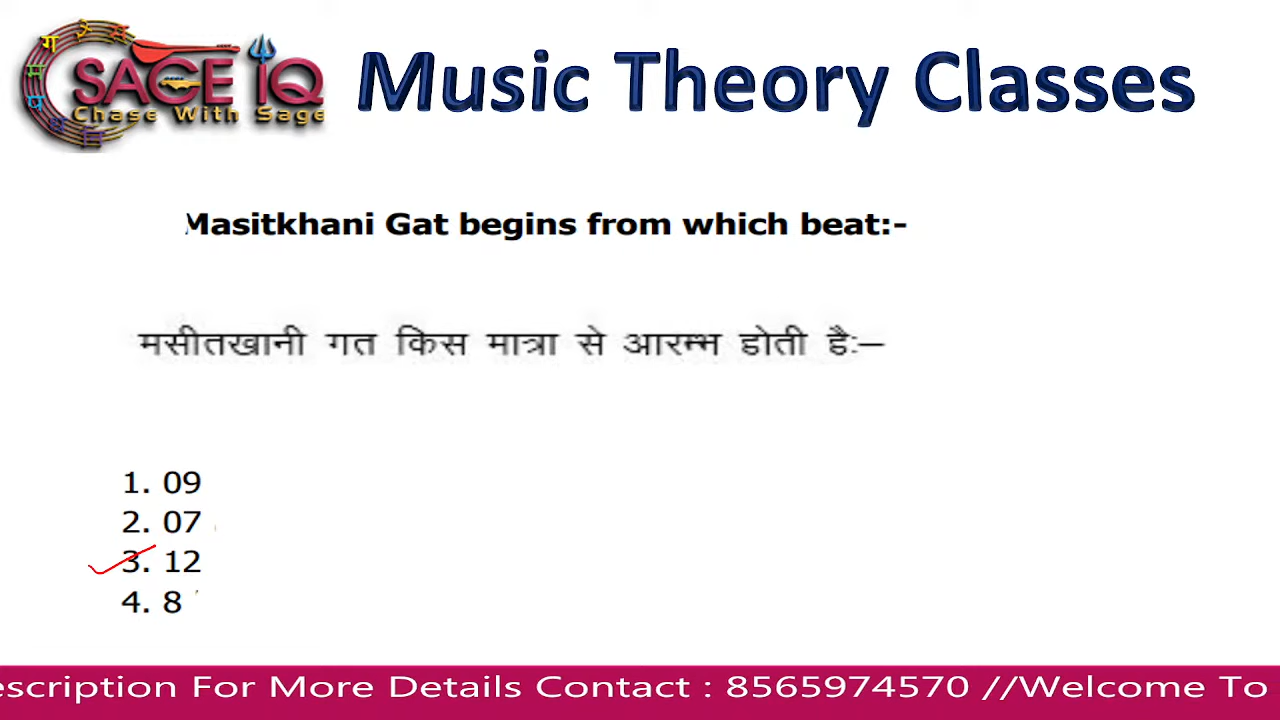 ग रे स
म
प
SAGE IQ
Chase With Sage
Music Theory Classes
Masitkhani Gat begins from which beat:-
मसीतखानी गत किस मात्रा से आरम्भ होती है:–
1. 09
2. 07
3. 12
4. 8
escription For More Details Contact : 8565974570 //Welcome To